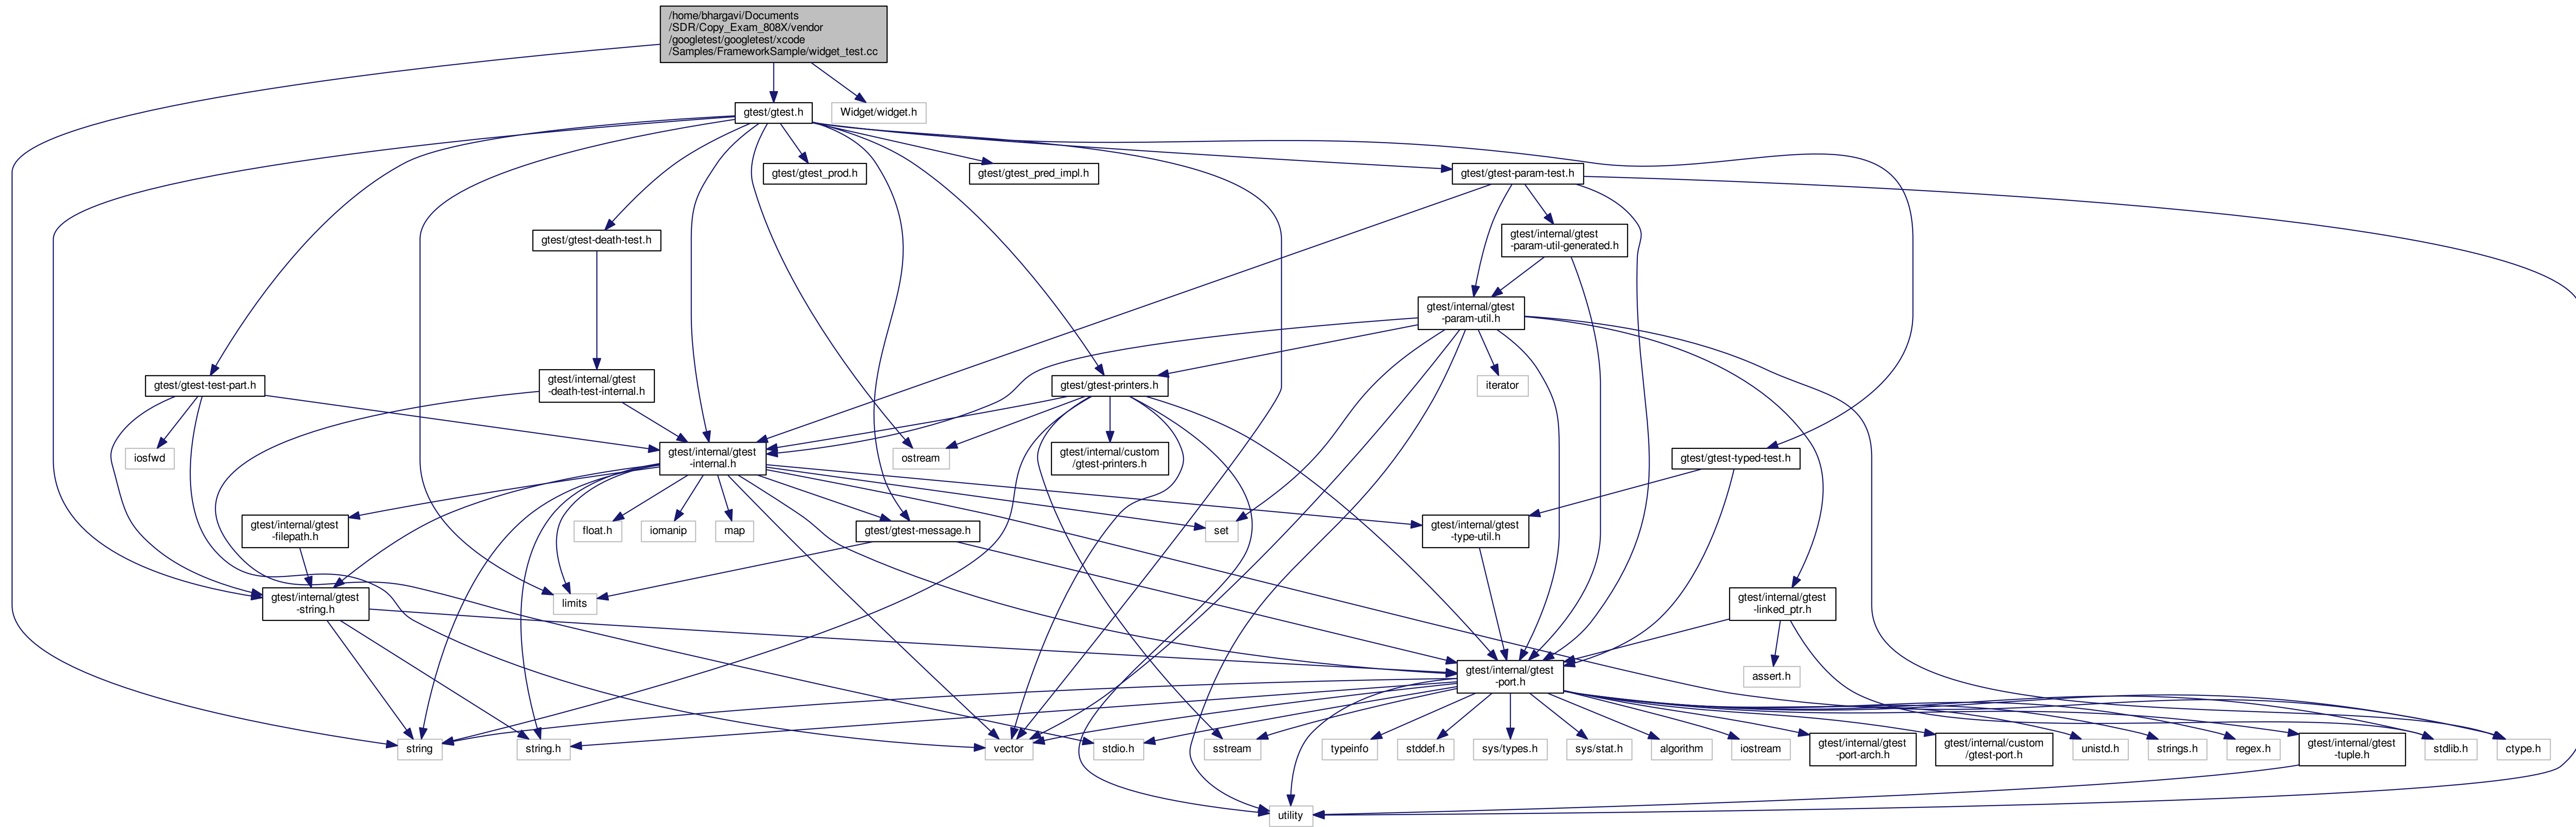 /home/bhargavi/Documents
/SDR/Copy_Exam_808X/vendor
/googletest/googletest/xcode
/Samples/FrameworkSample/widget_test.cc
gtest/gtest.h
Widget/widget.h
gtest/gtest_prod.h
gtest/gtest_pred_impl.h
gtest/gtest-param-test.h
gtest/gtest-death-test.h
gtest/internal/gtest
-param-util-generated.h
gtest/internal/gtest
-param-util.h
gtest/gtest-test-part.h
gtest/internal/gtest
-death-test-internal.h
gtest/gtest-printers.h
iterator
iosfwd
gtest/internal/gtest
-internal.h
ostream
gtest/internal/custom
/gtest-printers.h
gtest/gtest-typed-test.h
gtest/internal/gtest
-filepath.h
float.h
iomanip
map
gtest/gtest-message.h
set
gtest/internal/gtest
-type-util.h
gtest/internal/gtest
-string.h
limits
gtest/internal/gtest
-linked_ptr.h
gtest/internal/gtest
-port.h
assert.h
string
string.h
vector
stdio.h
sstream
typeinfo
stddef.h
sys/types.h
sys/stat.h
algorithm
iostream
gtest/internal/gtest
-port-arch.h
gtest/internal/custom
/gtest-port.h
unistd.h
strings.h
regex.h
gtest/internal/gtest
-tuple.h
stdlib.h
ctype.h
utility